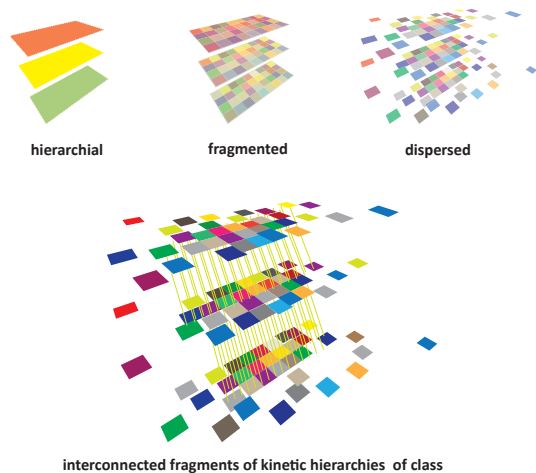 hierarchial
fragmented
dispersed
interconnected fragments of kinetic hierarchies of class